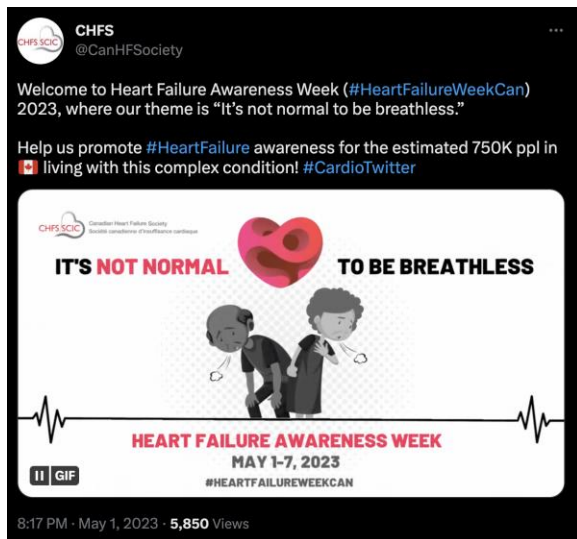 CHFS
@CanHFSociety
Welcome to Heart Failure Awareness Week (#HeartFailureWeekCan)
2023, where our theme is “It’s not normal to be breathless.”
Help us promote #HeartFailure awareness for the estimated 750K ppl in
🇨🇦 living with this complex condition! #CardioTwitter
CHFS SCIC
Canadian Heart Failure Society
Société canadienne d'insuffisance cardiaque
IT'S NOT NORMAL TO BE BREATHLESS
HEART FAILURE AWARENESS WEEK
MAY 1-7, 2023
#HEARTFAILUREWEEKCAN
GIF
8:17 PM · May 1, 2023 · 5,850 Views